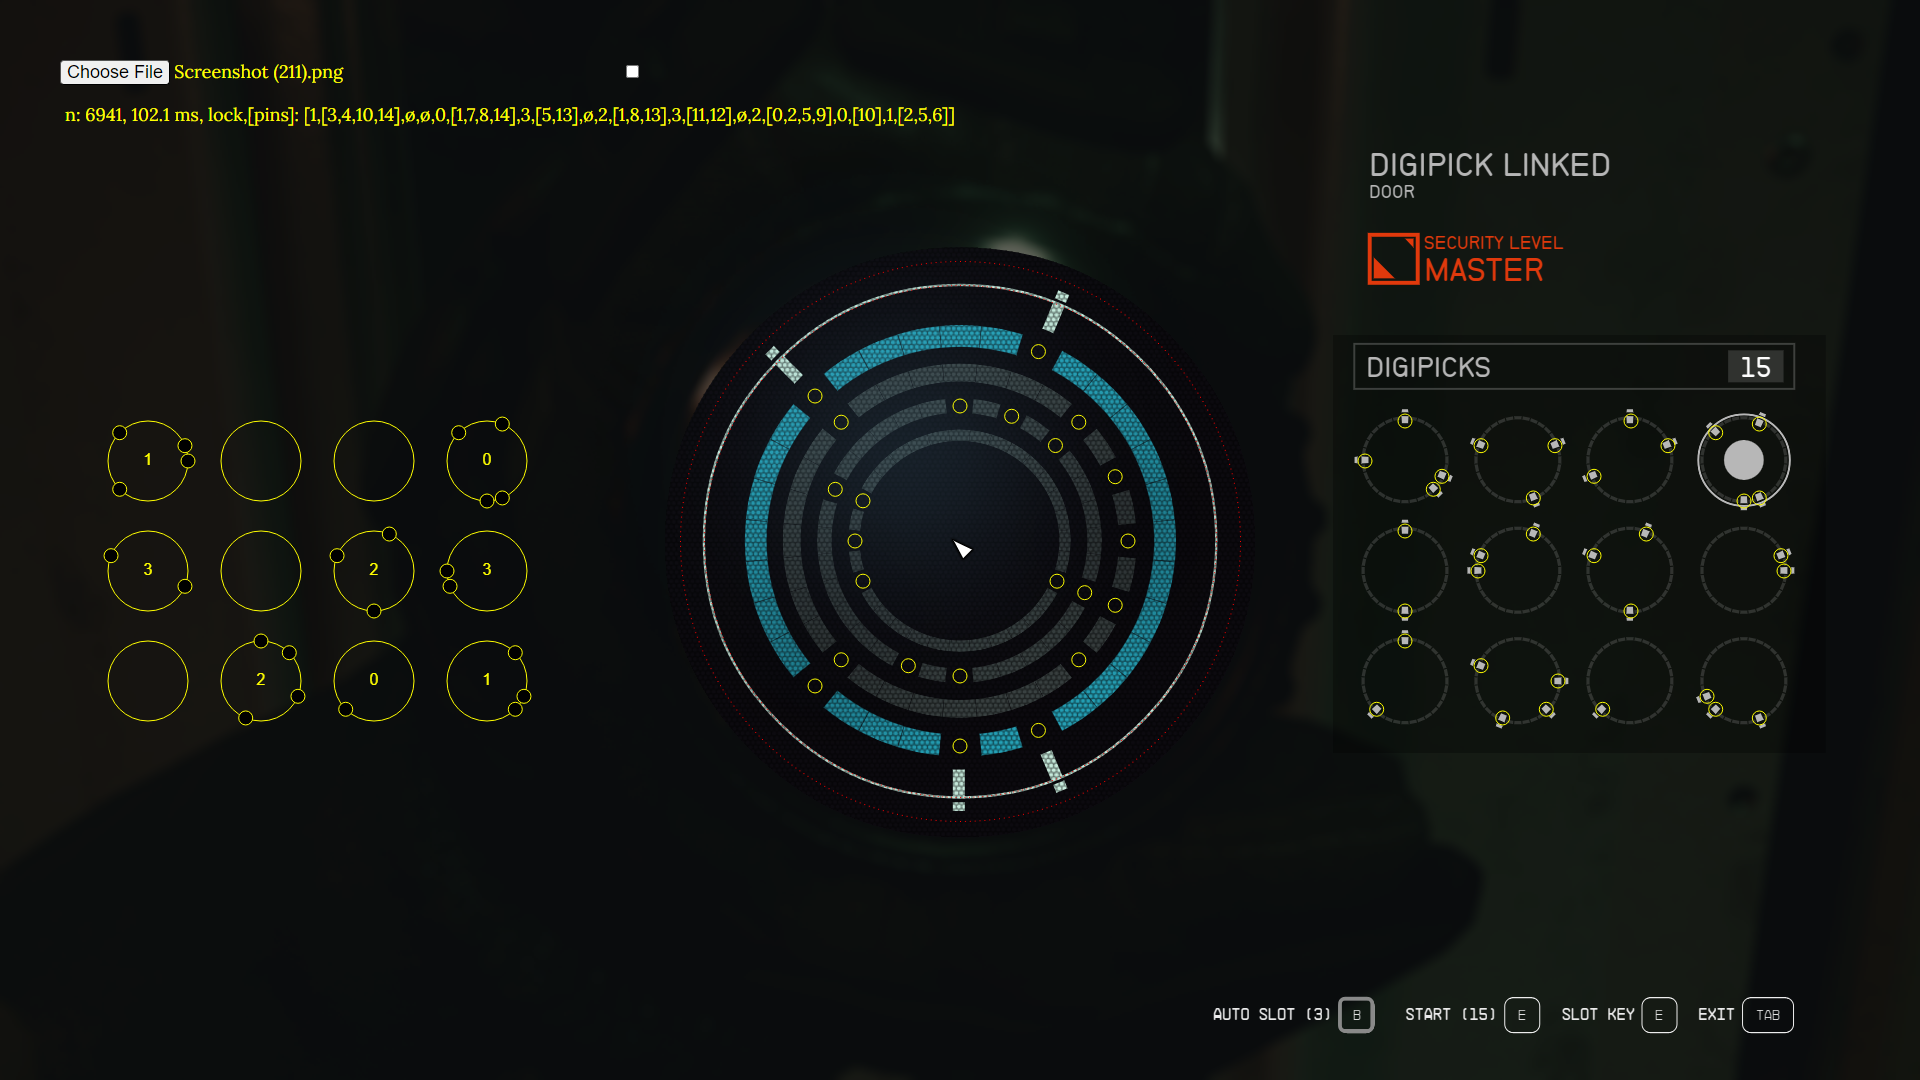 Choose File Screenshot (211).png
n: 6941, 102.1 ms, lock,[pins]: [1,[3,4,10,14],ø,ø,0,[1,7,8,14],3,[5,13],ø,2,[1,8,13],3,[11,12],ø,2,[0,2,5,9],0,[10],1,[2,5,6]]
DIGIPICK LINKED
DOOR
SECURITY LEVEL
MASTER
DIGIPICKS 15
1 0
3 2 3
2 0 1
AUTO SLOT (3) B START (15) E SLOT KEY E EXIT TAB